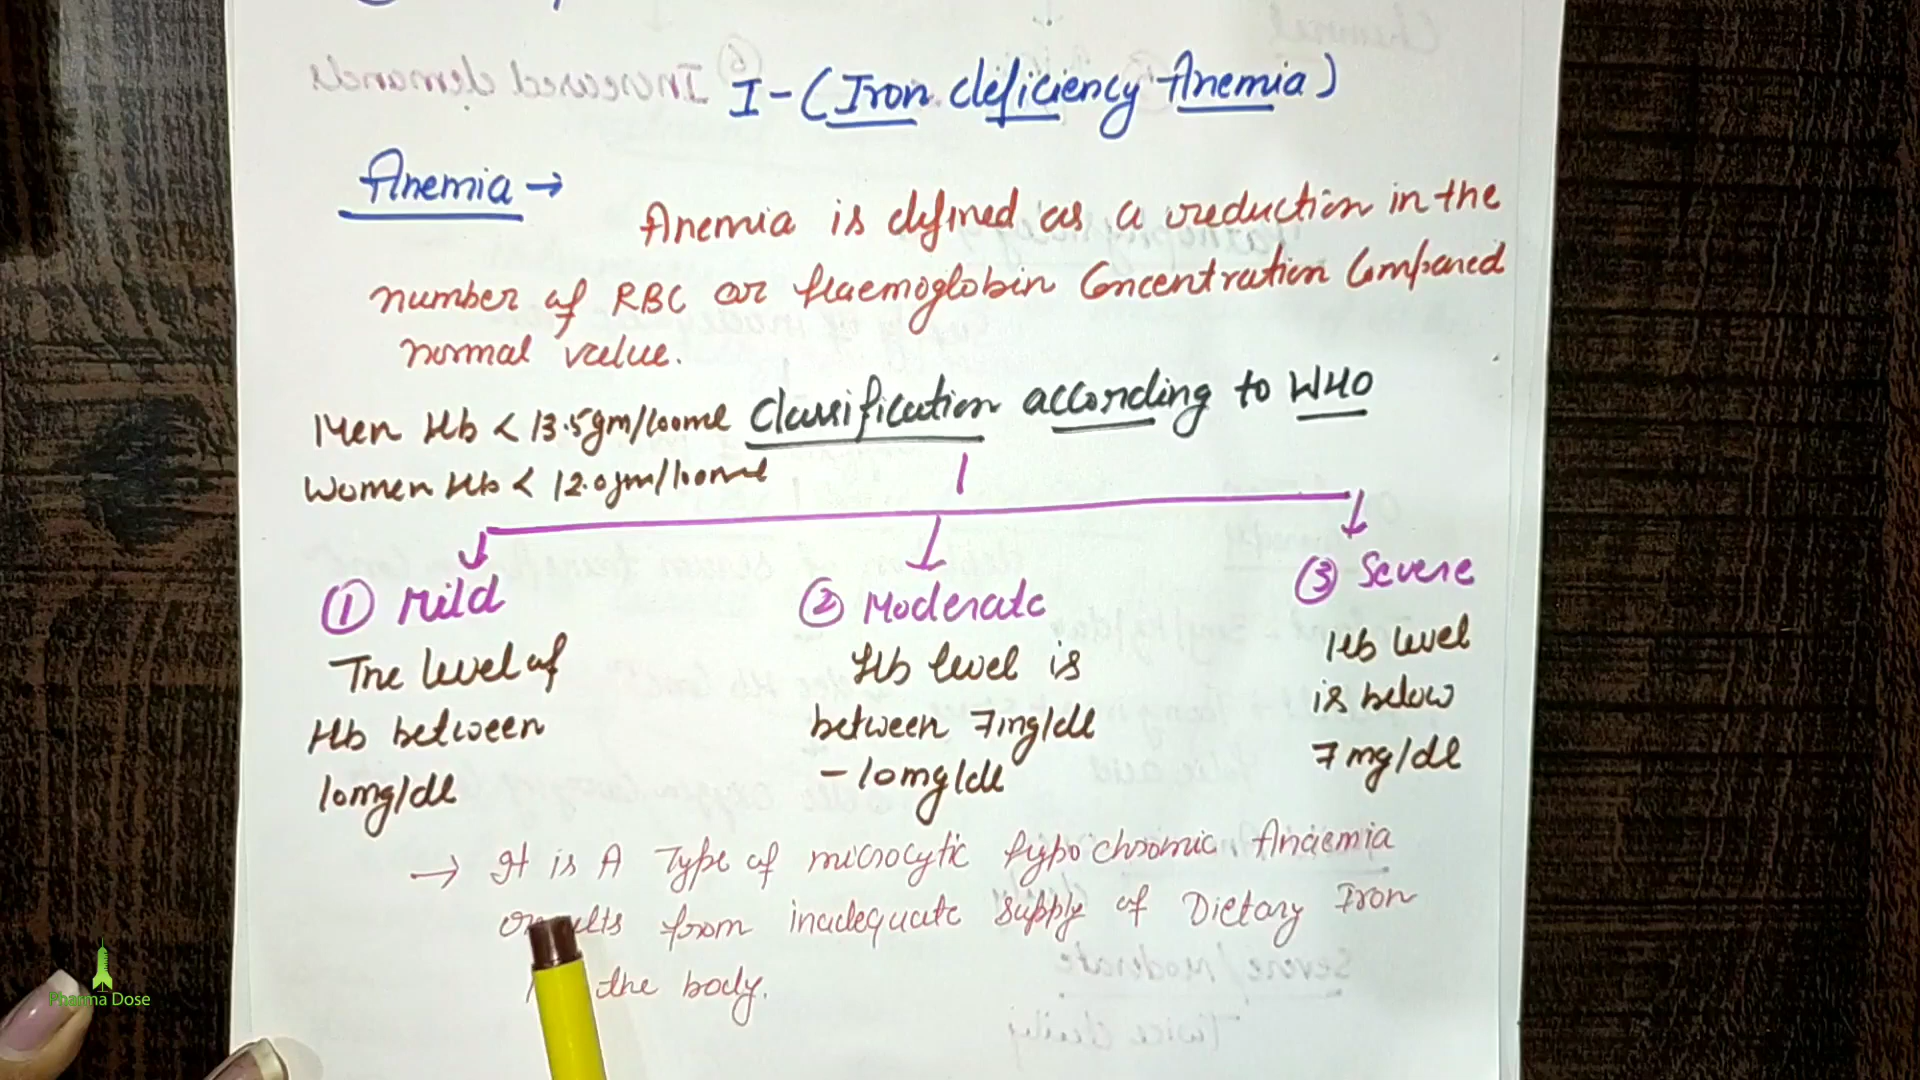 I-(Iron deficiency Anemia)
Anemia →
Anemia is defined as a reduction in the
number of RBC or Haemoglobin Concentration Compared
normal value.
Men Hb < 13.5gm/100ml
Women Hb < 12.0gm/100ml
Classification according to WHO
① Mild
The level of
Hb between
10mg/dl
② Moderate
Hb level is
between 7mg/dl
- 10mg/dl
③ Severe
Hb level
is below
7 mg/dl
→ It is A Type of microcytic hypochromic Anaemia
from inadequate supply of Dietary Iron
the body.
Pharma Dose